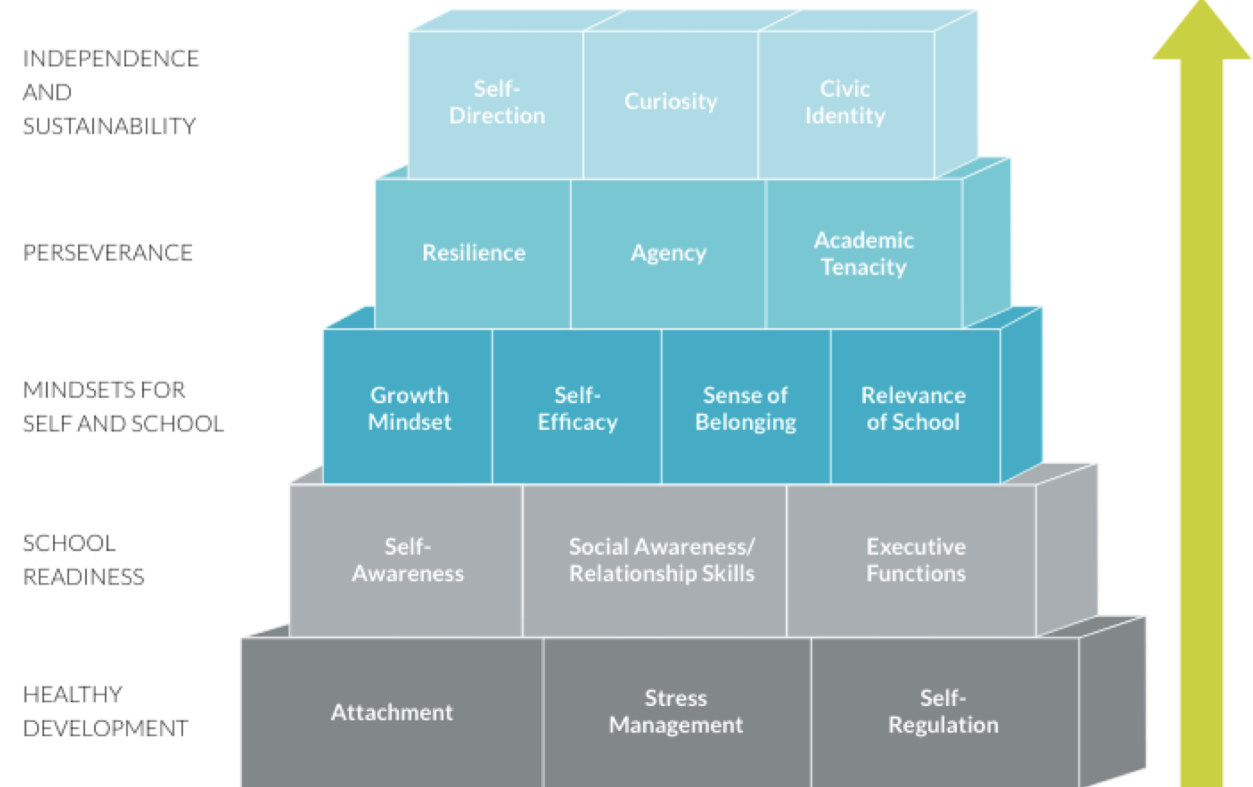 INDEPENDENCE
AND
SUSTAINABILITY
Self-
Direction
Curiosity
Civic
Identity
PERSEVERANCE
Resilience
Agency
Academic
Tenacity
MINDSETS FOR
SELF AND SCHOOL
Growth
Mindset
Self-
Efficacy
Sense of
Belonging
Relevance
of School
SCHOOL
READINESS
Self-
Awareness
Social Awareness/
Relationship Skills
Executive
Functions
HEALTHY
DEVELOPMENT
Attachment
Stress
Management
Self-
Regulation